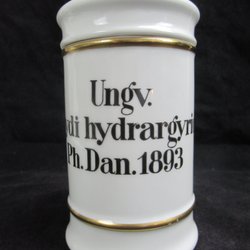 Ungv.
hydrargyri
Ph. Dan. 1893